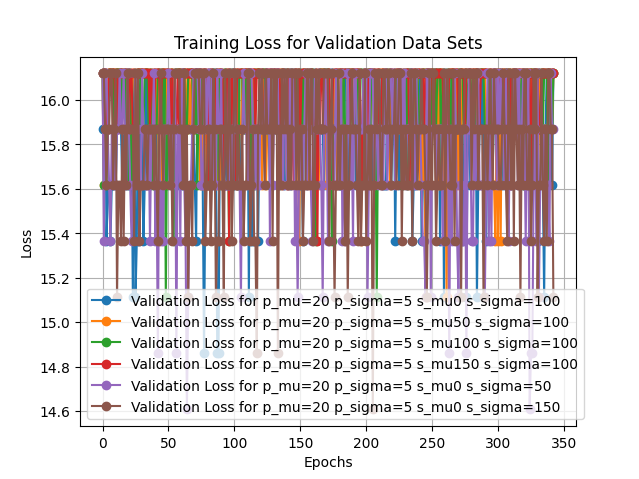 Training Loss for Validation Data Sets
Loss
16.0
15.8
15.6
15.4
15.2
15.0
14.8
14.6
Validation Loss for p_mu=20 p_sigma=5 s_mu0 s_sigma=100
Validation Loss for p_mu=20 p_sigma=5 s_mu50 s_sigma=100
Validation Loss for p_mu=20 p_sigma=5 s_mu100 s_sigma=100
Validation Loss for p_mu=20 p_sigma=5 s_mu150 s_sigma=100
Validation Loss for p_mu=20 p_sigma=5 s_mu0 s_sigma=50
Validation Loss for p_mu=20 p_sigma=5 s_mu0 s_sigma=150
0 50 100 150 200 250 300 350
Epochs